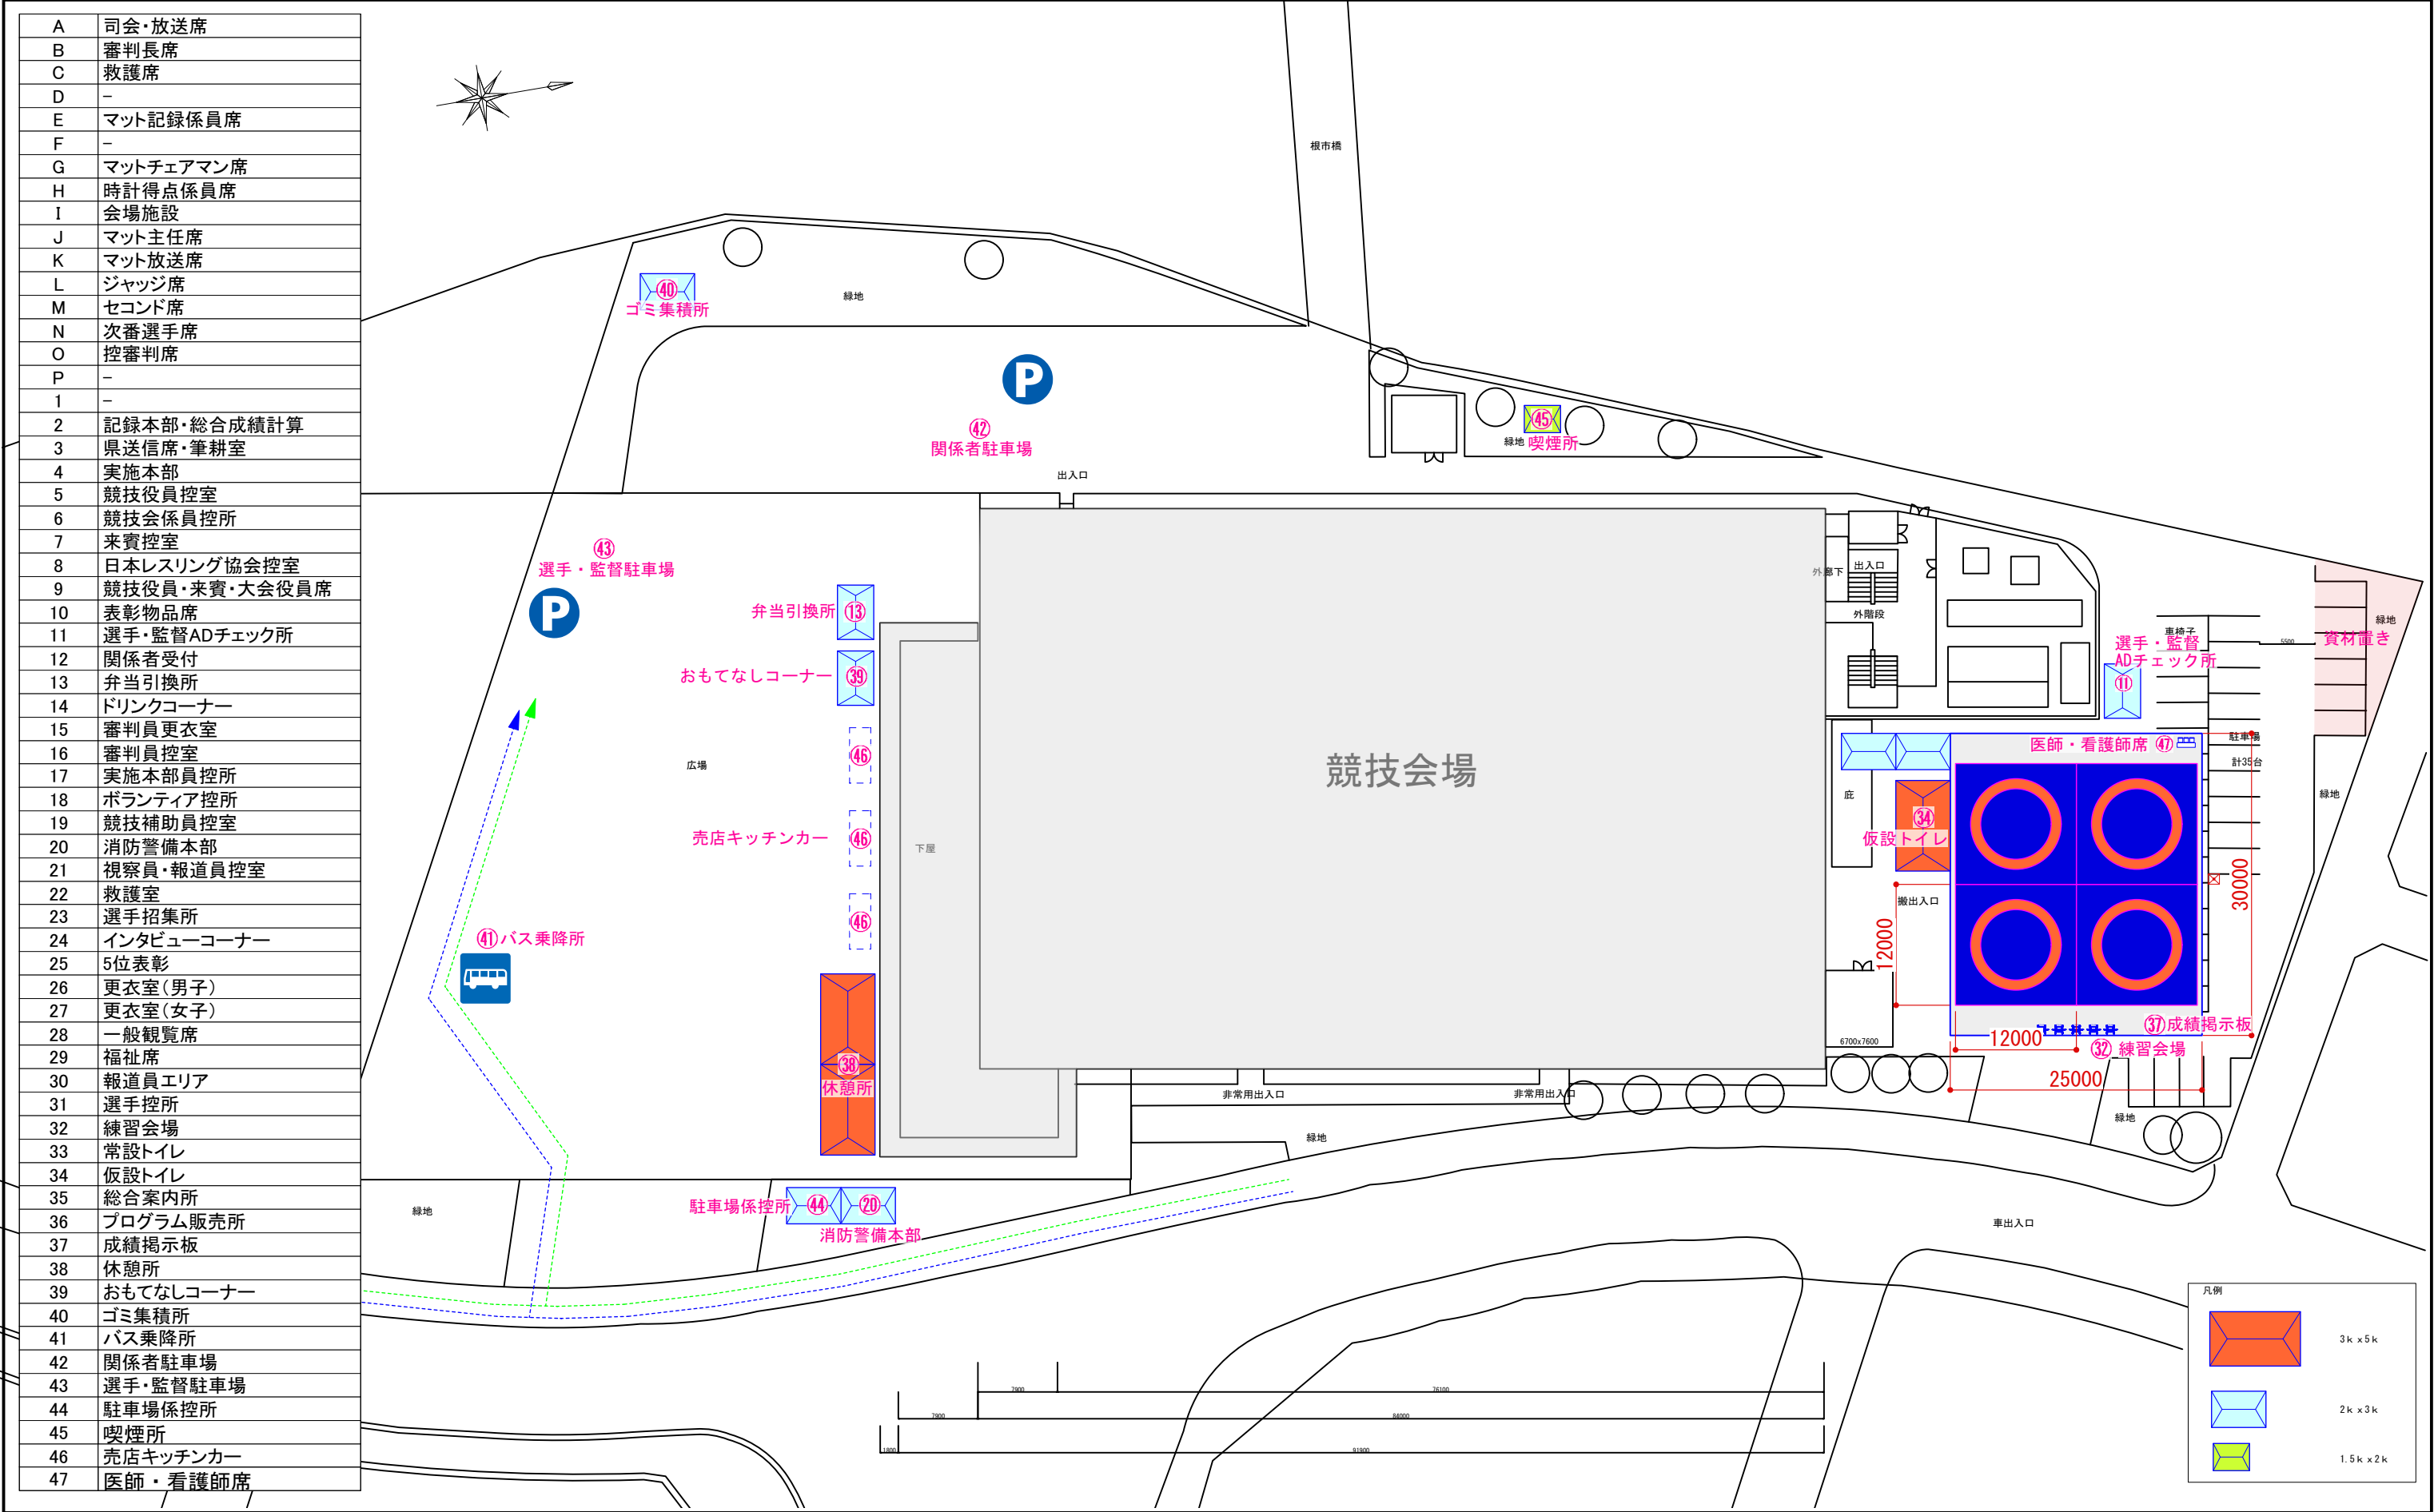 A 司会・放送席
B 審判長席
C 救護席
D -
E マット記録係員席
F -
G マットチェアマン席
H 時計得点係員席
I 会場施設
J マット主任席
K マット放送席
L ジャッジ席
M セコンド席
N 次番選手席
O 控審判席
P -
1 -
2 記録本部・総合成績計算
3 県送信席・筆耕室
4 実施本部
5 競技役員控室
6 競技会係員控所
7 来賓控室
8 日本レスリング協会控室
9 競技役員・来賓・大会役員席
10 表彰物品席
11 選手・監督ADチェック所
12 関係者受付
13 弁当引換所
14 ドリンクコーナー
15 審判員更衣室
16 審判員控室
17 実施本部員控所
18 ボランティア控所
19 競技補助員控室
20 消防警備本部
21 視察員・報道員控室
22 救護室
23 選手招集所
24 インタビューコーナー
25 5位表彰
26 更衣室(男子)
27 更衣室(女子)
28 一般観覧席
29 福祉席
30 報道員エリア
31 選手控所
32 練習会場
33 常設トイレ
34 仮設トイレ
35 総合案内所
36 プログラム販売所
37 成績掲示板
38 休憩所
39 おもてなしコーナー
40 ゴミ集積所
41 バス乗降所
42 関係者駐車場
43 選手・監督駐車場
44 駐車場係控所
45 喫煙所
46 売店キッチンカー
47 医師・看護師席
根市橋
㊵
ゴミ集積所
緑地
P
㊷
関係者駐車場
出入口
㊺
緑地 喫煙所
㊸
選手・監督駐車場
P
弁当引換所 ⑬
おもてなしコーナー ㊴
広場
㊻
売店キッチンカー ㊻
㊻
下屋
競技会場
㊶バス乗降所
㊳
休憩所
外廊下
出入口
外階段
車椅子
選手・監督
ADチェック所
⑪
5500
緑地
資材置き
医師・看護師席 ㊼
駐車場
計35台
緑地
庇
㉞
仮設トイレ
搬出入口
12000
30000
6700x7600
12000
㊲成績掲示板
㉜ 練習会場
25000
非常用出入口
非常用出入口
緑地
緑地
緑地
駐車場係控所 ㊹ ⑳
消防警備本部
車出入口
7900
76100
7900
84000
1800
91900
凡例
3k x5k
2k x3k
1.5k x2k